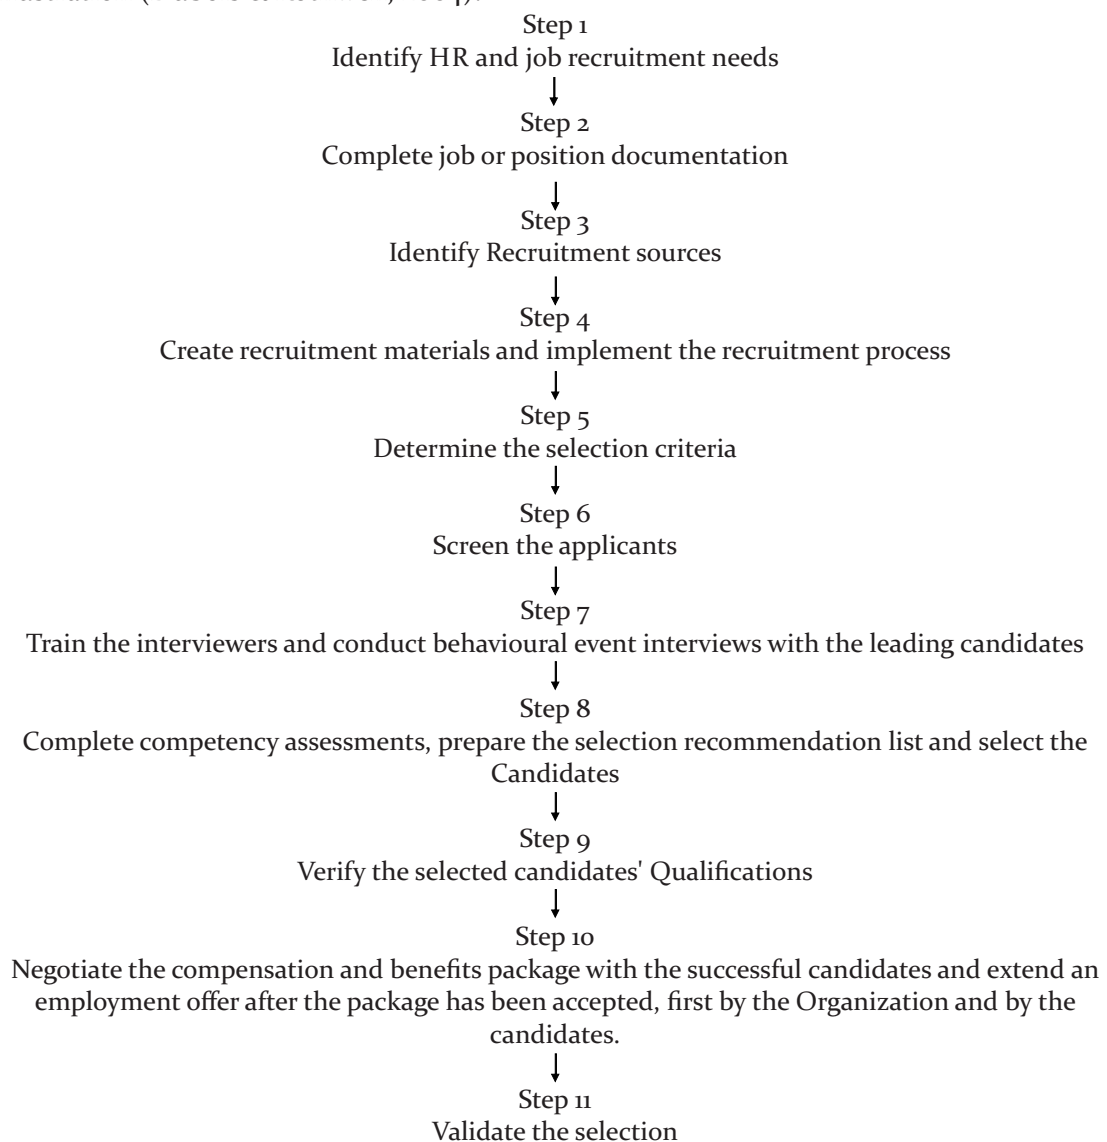 Step 1
Identify HR and job recruitment needs
Step 2
Complete job or position documentation
Step 3
Identify Recruitment sources
Step 4
Create recruitment materials and implement the recruitment process
Step 5
Determine the selection criteria
Step 6
Screen the applicants
Step 7
Train the interviewers and conduct behavioural event interviews with the leading candidates
Step 8
Complete competency assessments, prepare the selection recommendation list and select the
Candidates
Step 9
Verify the selected candidates' Qualifications
Step 10
Negotiate the compensation and benefits package with the successful candidates and extend an
employment offer after the package has been accepted, first by the Organization and by the
candidates.
Step 11
Validate the selection